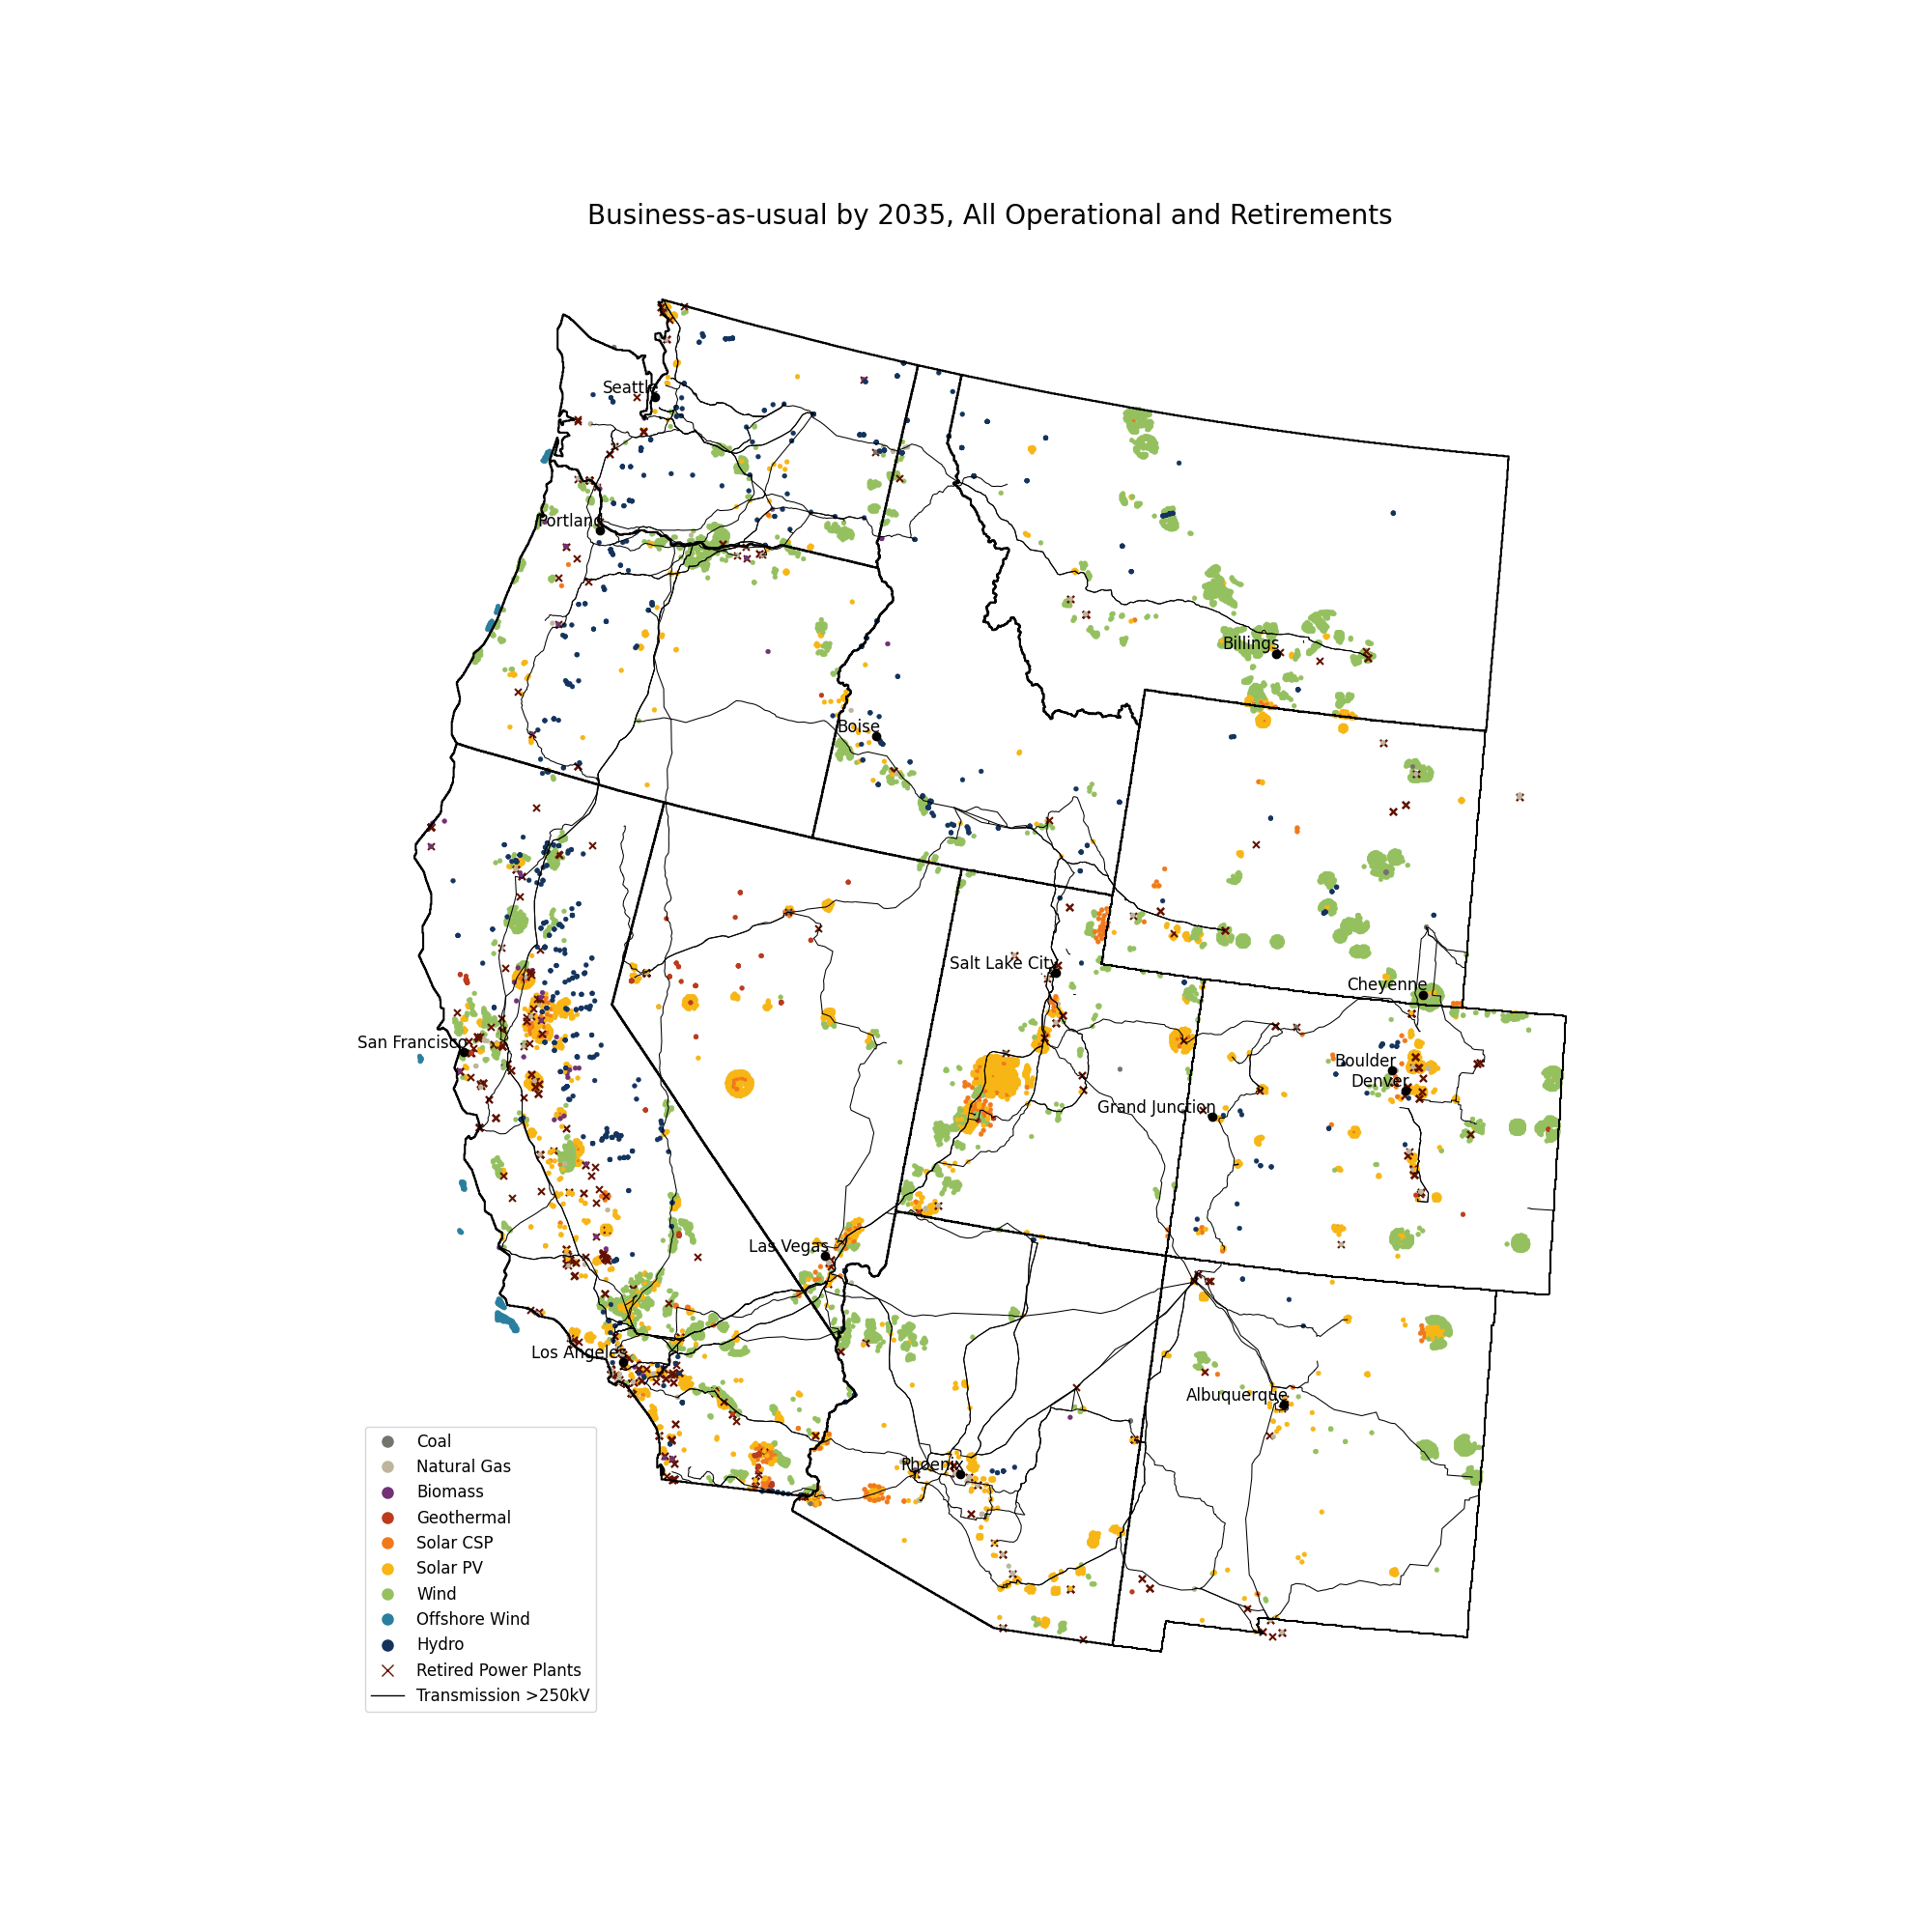 Business-as-usual by 2035, All Operational and Retirements
Seattle
Portland
Billings
Boise
Salt Lake City
Cheyenne
San Francisco
Boulder
Denver
Grand Junction
Las Vegas
Los Angeles
Albuquerque
Phoenix
Coal
Natural Gas
Biomass
Geothermal
Solar CSP
Solar PV
Wind
Offshore Wind
Hydro
Retired Power Plants
Transmission >250kV